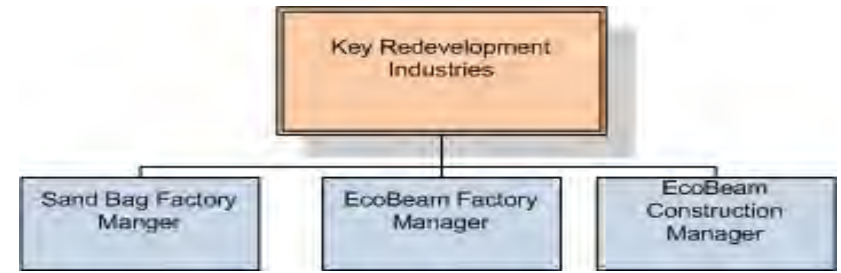 Key Redevelopment
Industries
Sand Bag Factory
Manger
EcoBeam Factory
Manager
EcoBeam
Construction
Manager